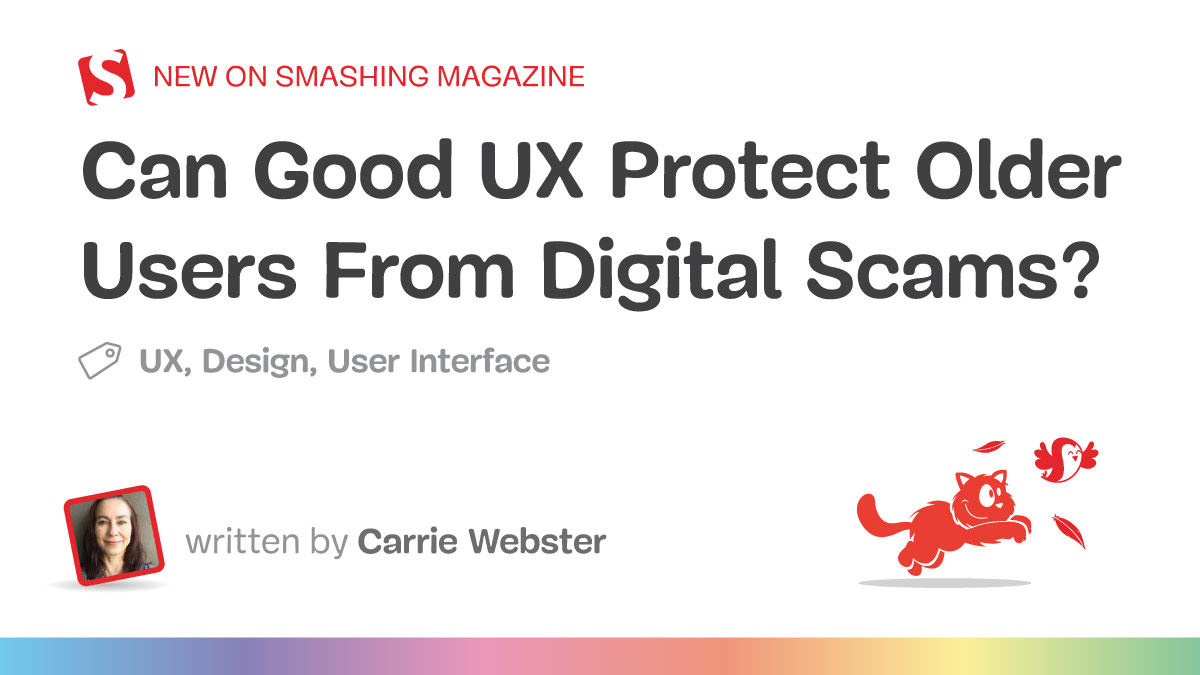 NEW ON SMASHING MAGAZINE
Can Good UX Protect Older
Users From Digital Scams?
UX, Design, User Interface
written by Carrie Webster